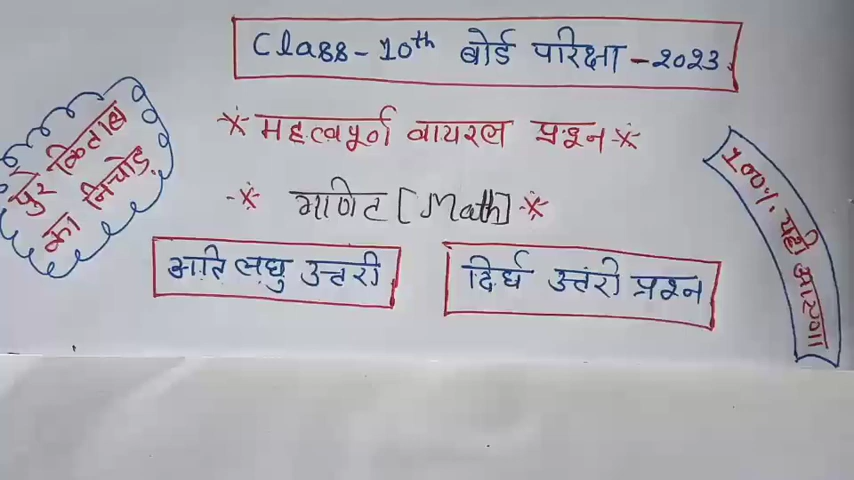 Class-10th बोर्ड परिक्षा -2023.
पुरे किताब
का निचोड़
*महत्वपूर्ण वायरल प्रश्न*
-*- गणित [Math]-*-
अति लघु उत्तरी
दिर्घ उत्तरी प्रश्न
100%. यही आएगा